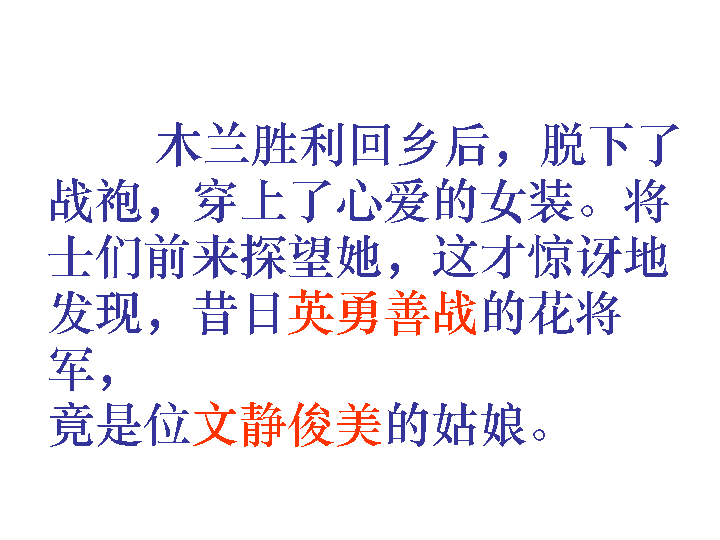 木兰胜利回乡后，脱下了
战袍，穿上了心爱的女装。将
士们前来探望她，这才惊讶地
发现，昔日英勇善战的花将
军，
竟是位文静俊美的姑娘。